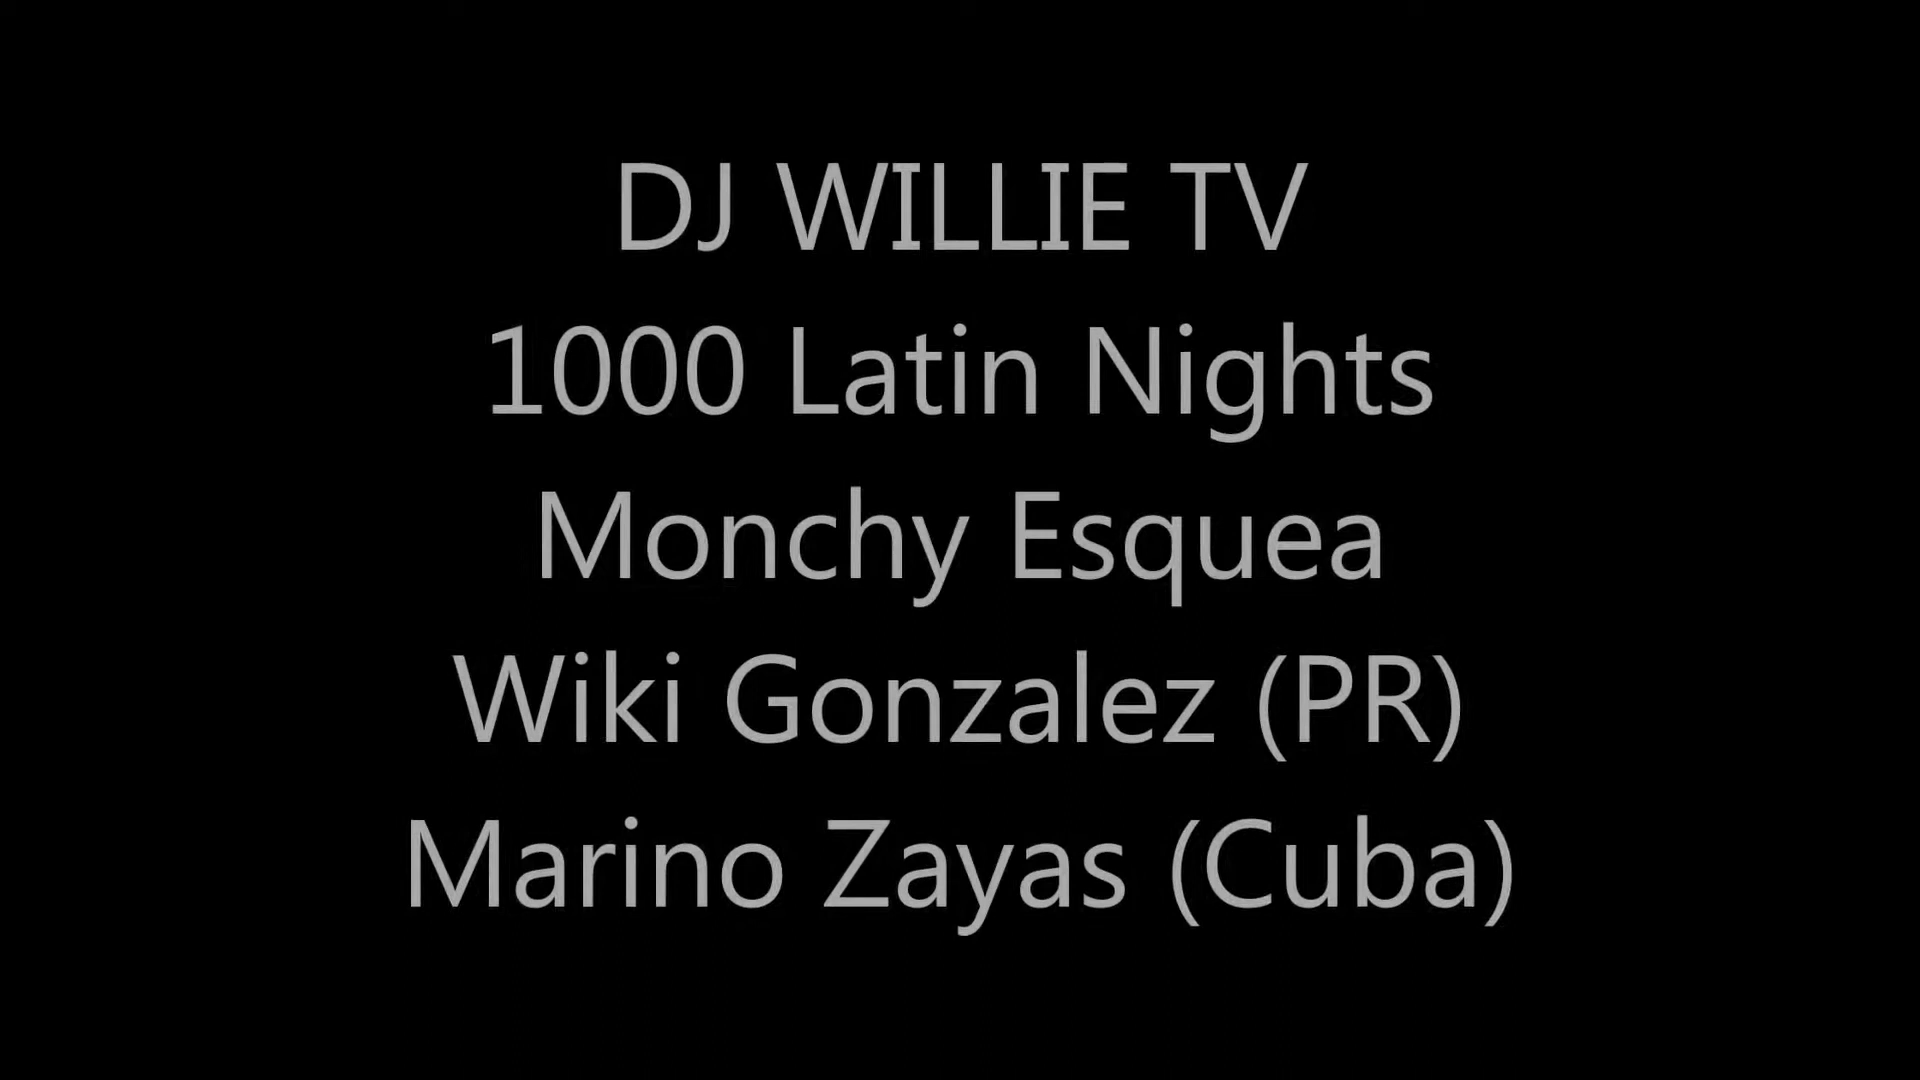 DJ WILLIE TV
1000 Latin Nights
Monchy Esquea
Wiki Gonzalez (PR)
Marino Zayas (Cuba)